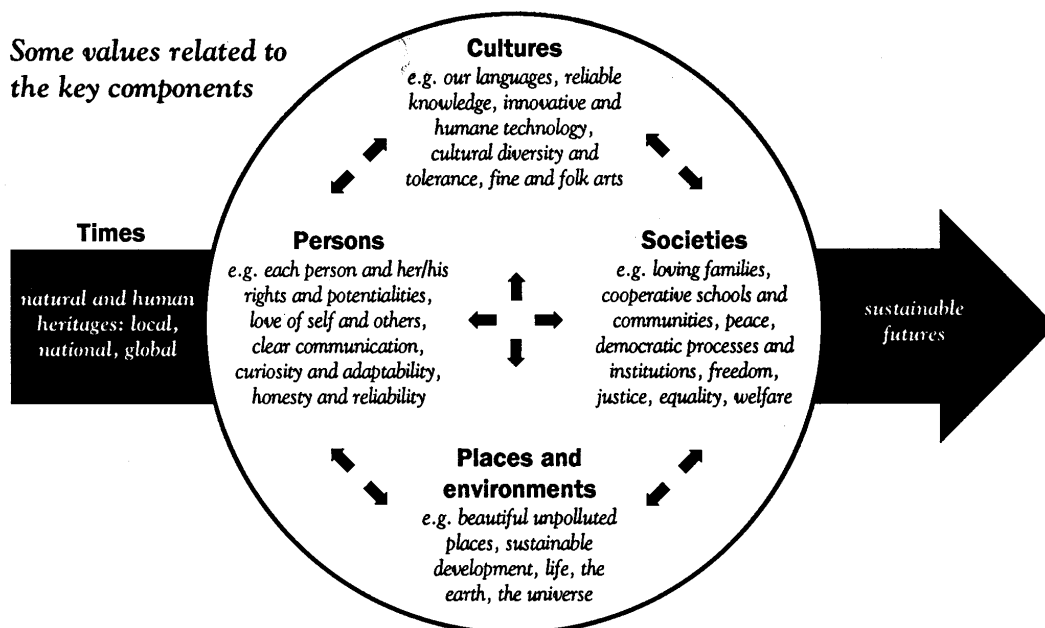 Some values related to
the key components
Cultures
e.g. our languages, reliable
knowledge, innovative and
humane technology,
cultural diversity and
tolerance, fine and folk arts
Times
natural and human
heritages: local,
national, global
Persons
e.g. each person and her/his
rights and potentialities,
love of self and others,
clear communication,
curiosity and adaptability,
honesty and reliability
Societies
e.g. loving families,
cooperative schools and
communities, peace,
democratic processes and
institutions, freedom,
justice, equality, welfare
sustainable
futures
Places and
environments
e.g. beautiful unpolluted
places, sustainable
development, life, the
earth, the universe